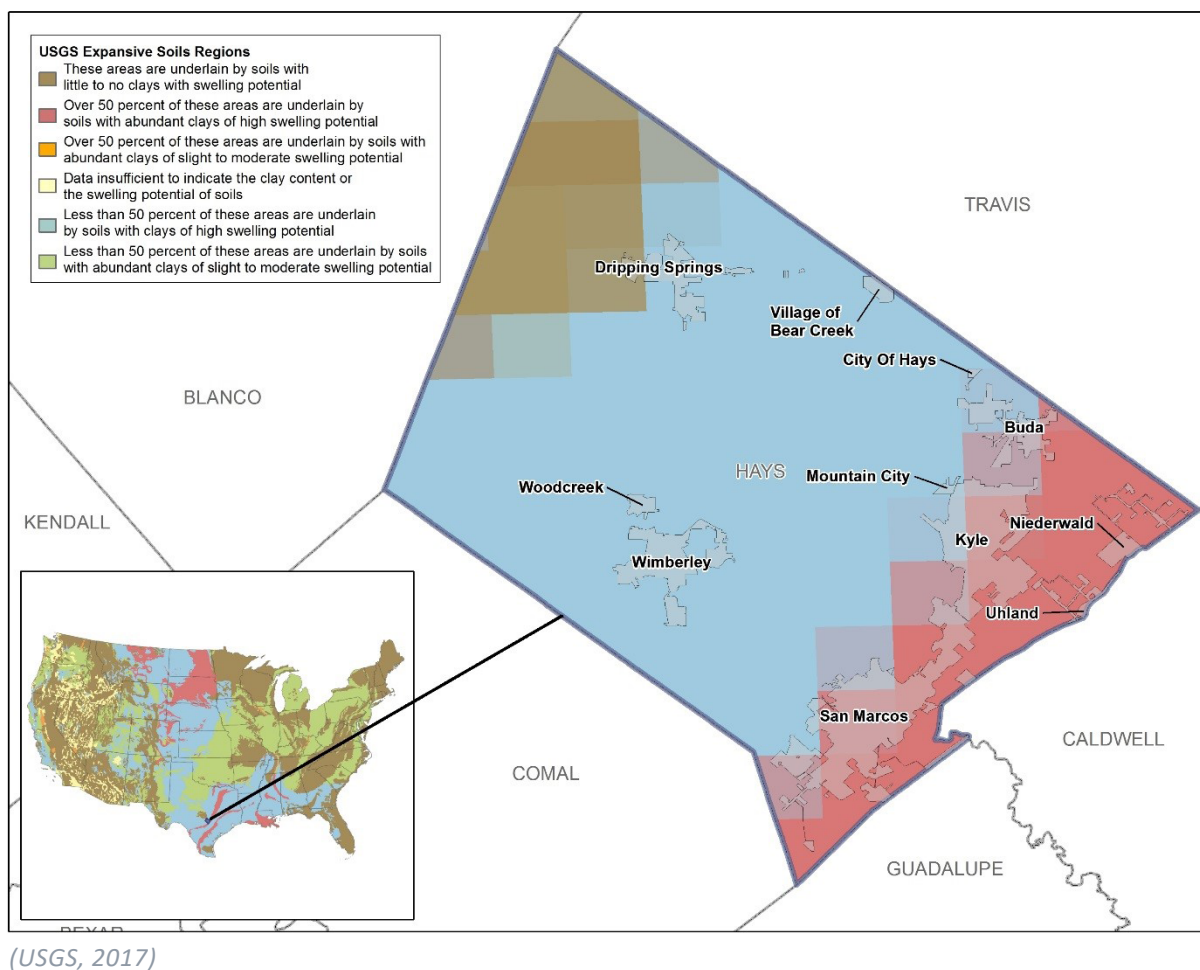 USGS Expansive Soils Regions
These areas are underlain by soils with
little to no clays with swelling potential
Over 50 percent of these areas are underlain by
soils with abundant clays of high swelling potential
Over 50 percent of these areas are underlain by soils with
abundant clays of slight to moderate swelling potential
Data insufficient to indicate the clay content or
the swelling potential of soils
Less than 50 percent of these areas are underlain
by soils with clays of high swelling potential
Less than 50 percent of these areas are underlain by soils
with abundant clays of slight to moderate swelling potential
TRAVIS
Dripping Springs
Village of
Bear Creek
City Of Hays
BLANCO
Buda
HAYS
Mountain City
Woodcreek
KENDALL
Niederwald
Kyle
Wimberley
Uhland
San Marcos
CALDWELL
COMAL
GUADALUPE
BEXAR
(USGS, 2017)